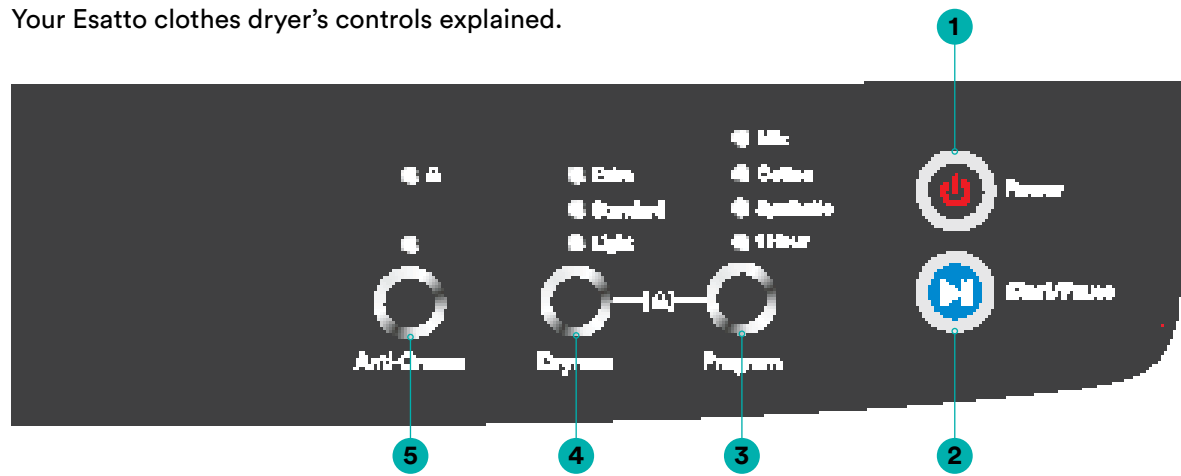 Your Esatto clothes dryer's controls explained.
1
Mix
Extra
Cotton
Standard
Synthetic
Power
Light
1 Hour
Start/Pause
Anti-Crease
Dryness
Program
5
4
3
2